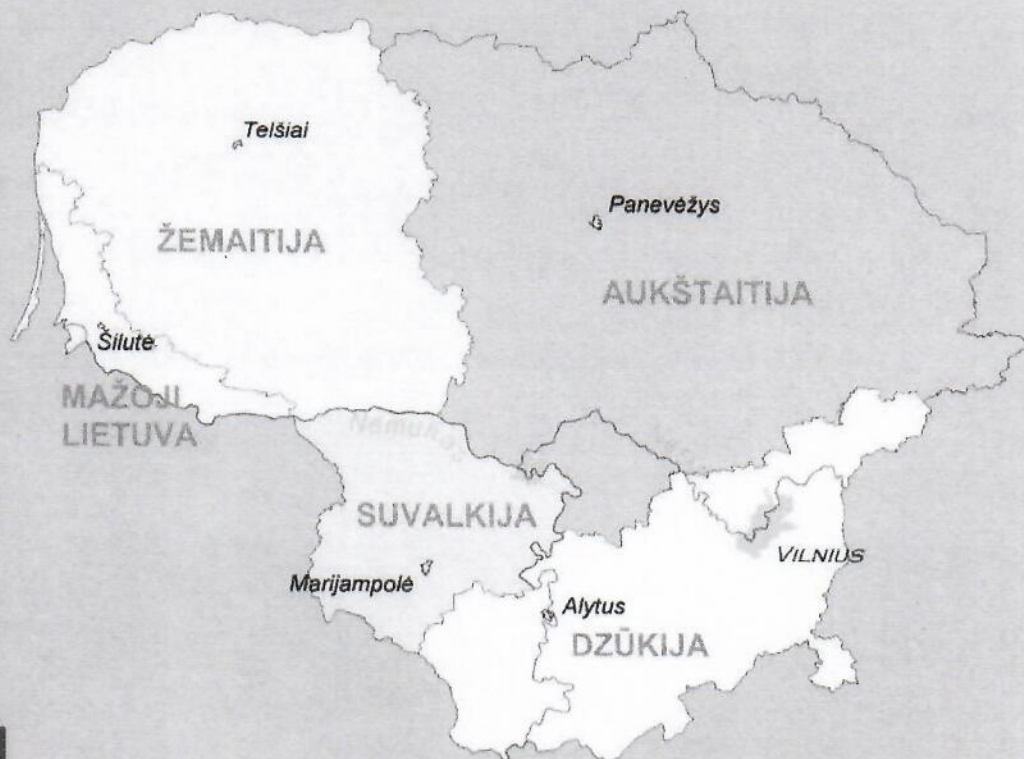 Telšiai
Panevėžys
ŽEMAITIJA
AUKŠTAITIJA
Šilutė
MAŽOJI
LIETUVA
SUVALKIJA
VILNIUS
Marijampolė
Alytus
DZŪKIJA